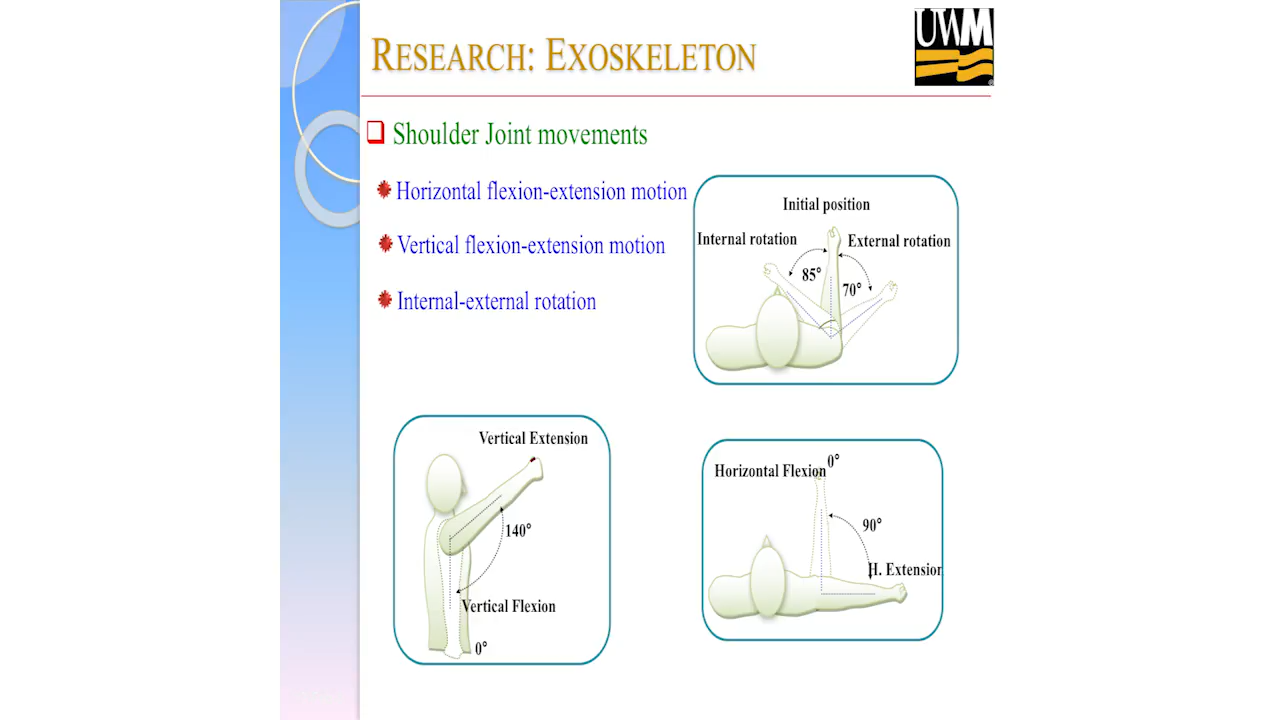 RESEARCH: EXOSKELETON
UWM
Shoulder Joint movements
Horizontal flexion-extension motion
Vertical flexion-extension motion
Internal-external rotation
Initial position
Internal rotation
External rotation
85°
70°
Vertical Extension
140°
Vertical Flexion
0°
0°
Horizontal Flexion
90°
H. Extension